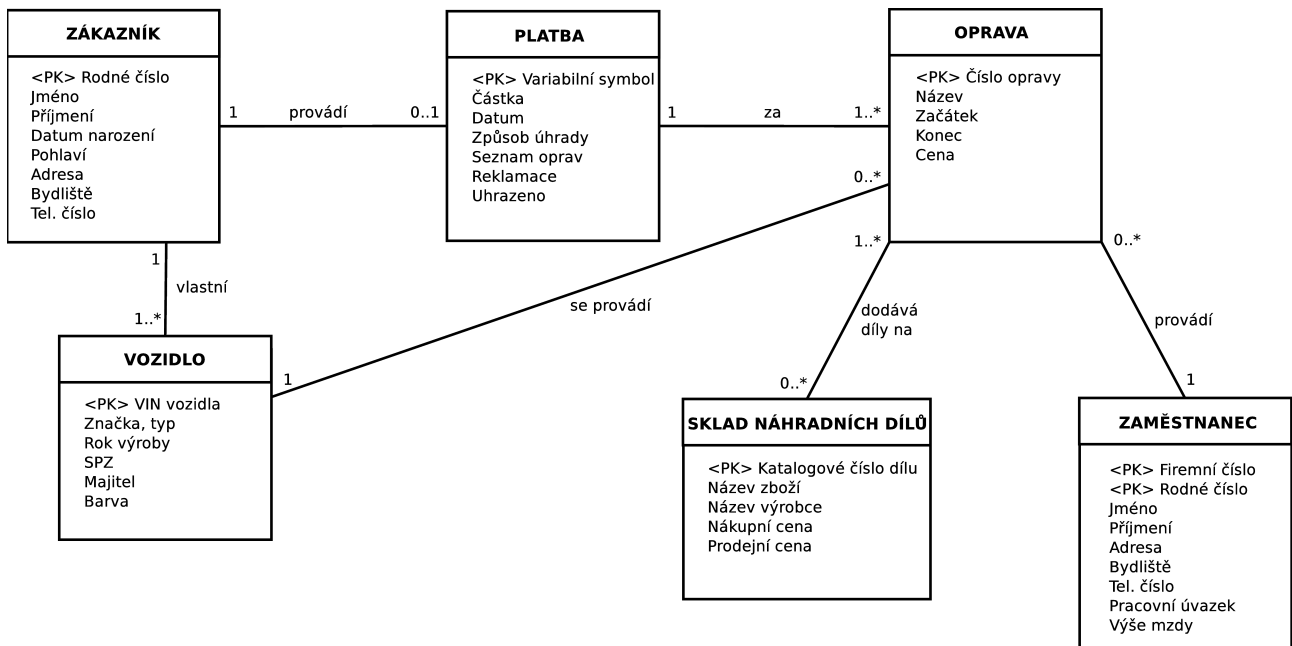 ZÁKAZNÍK
<PK> Rodné číslo
Jméno
Příjmení
Datum narození
Pohlaví
Adresa
Bydliště
Tel. číslo
1
provádí
0..1
PLATBA
<PK> Variabilní symbol
Částka
Datum
Způsob úhrady
Seznam oprav
Reklamace
Uhrazeno
1
za
1..*
OPRAVA
<PK> Číslo opravy
Název
Začátek
Konec
Cena
0..*
1..*
0..*
1
vlastní
1..*
se provádí
1
dodává
díly na
0..*
provádí
1
VOZIDLO
<PK> VIN vozidla
Značka, typ
Rok výroby
SPZ
Majitel
Barva
SKLAD NÁHRADNÍCH DÍLŮ
<PK> Katalogové číslo dílu
Název zboží
Název výrobce
Nákupní cena
Prodejní cena
ZAMĚSTNANEC
<PK> Firemní číslo
<PK> Rodné číslo
Jméno
Příjmení
Adresa
Bydliště
Tel. číslo
Pracovní úvazek
Výše mzdy